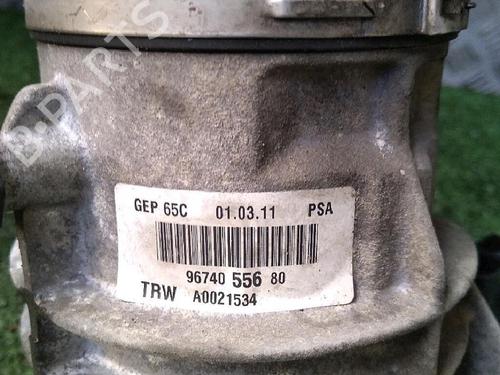 B-PARTS
GEP 65C 01.03.11 PSA
96740 556 80
TRW A0021534